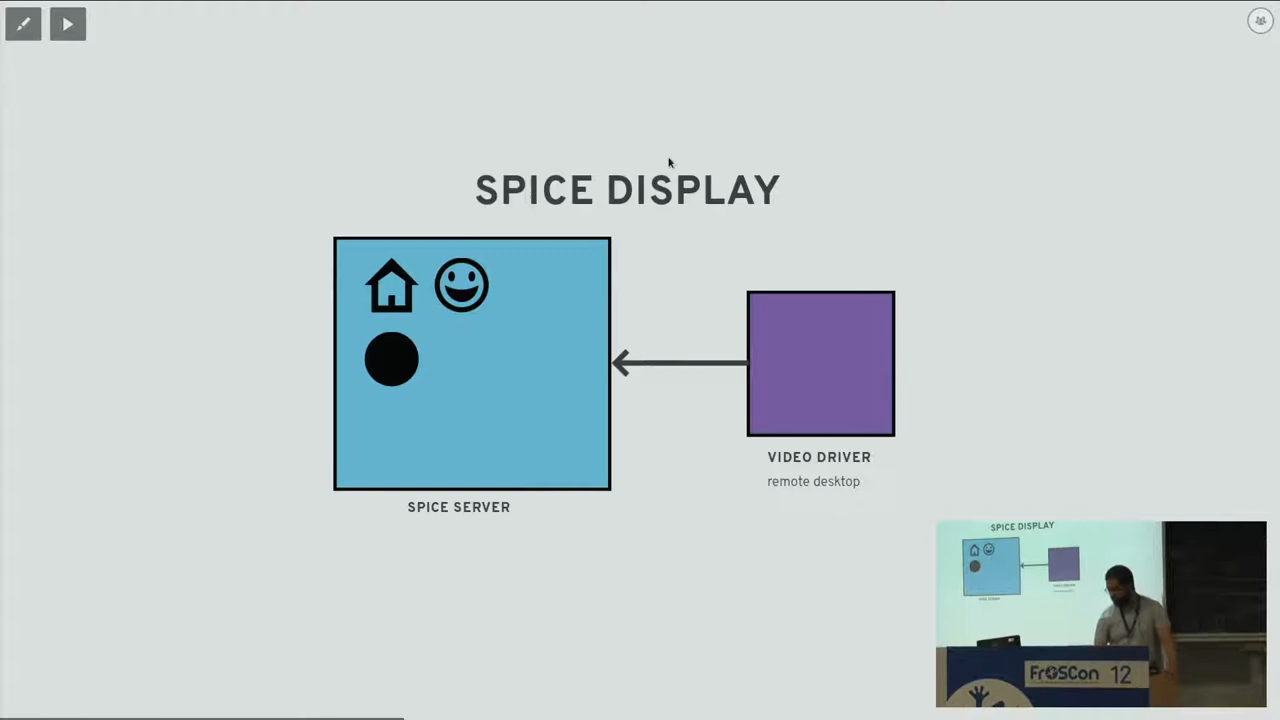 SPICE DISPLAY
SPICE SERVER
VIDEO DRIVER
remote desktop
SPICE DISPLAY
FrOSCon 12